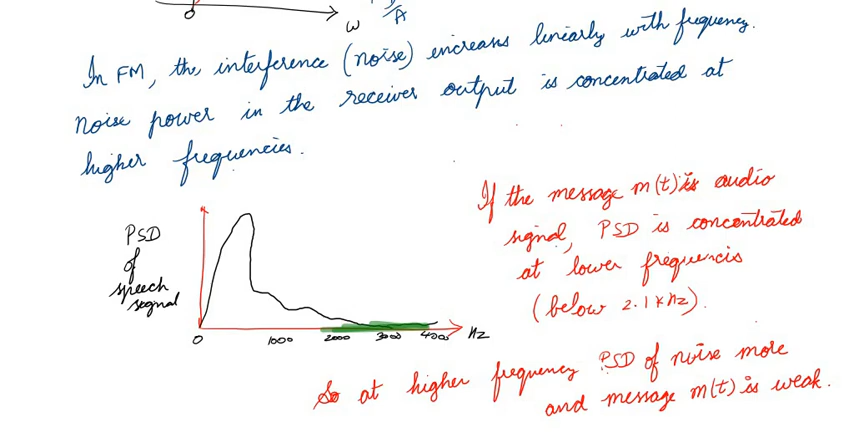 0
ω
/A
In FM, the interference (noise) increases linearly with frequency.
Noise power in the receiver output is concentrated at
higher frequencies.
If the message m(t) is audio
signal, PSD is concentrated
at lower frequencis
(below 2.1 KHz).
PSD
of
speech
signal
0 1000 2000 3000 4000 Hz
So at higher frequency PSD of noise more
and message m(t) is weak.